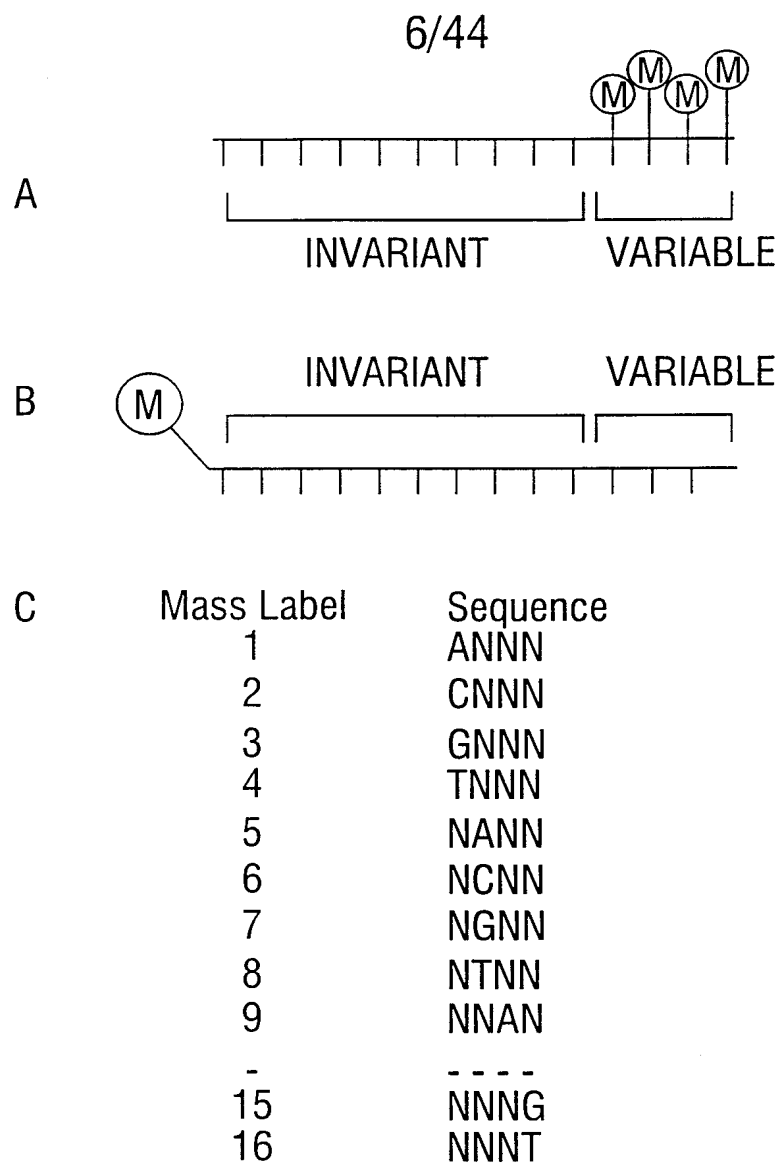 6/44
M M M M
A
INVARIANT VARIABLE
INVARIANT VARIABLE
B
M
C Mass Label Sequence
1 ANNN
2 CNNN
3 GNNN
4 TNNN
5 NANN
6 NCNN
7 NGNN
8 NTNN
9 NNAN
- - - - -
15 NNNG
16 NNNT